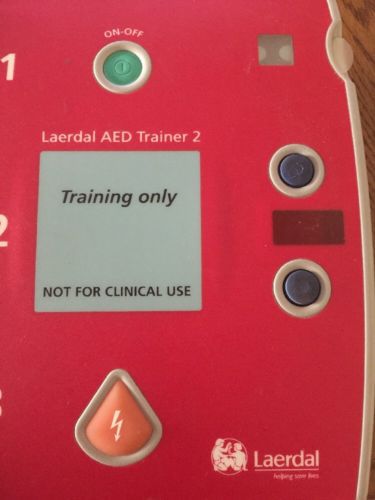 1
ON-OFF
Laerdal AED Trainer 2
Training only
2
NOT FOR CLINICAL USE
Laerdal
helping save lives